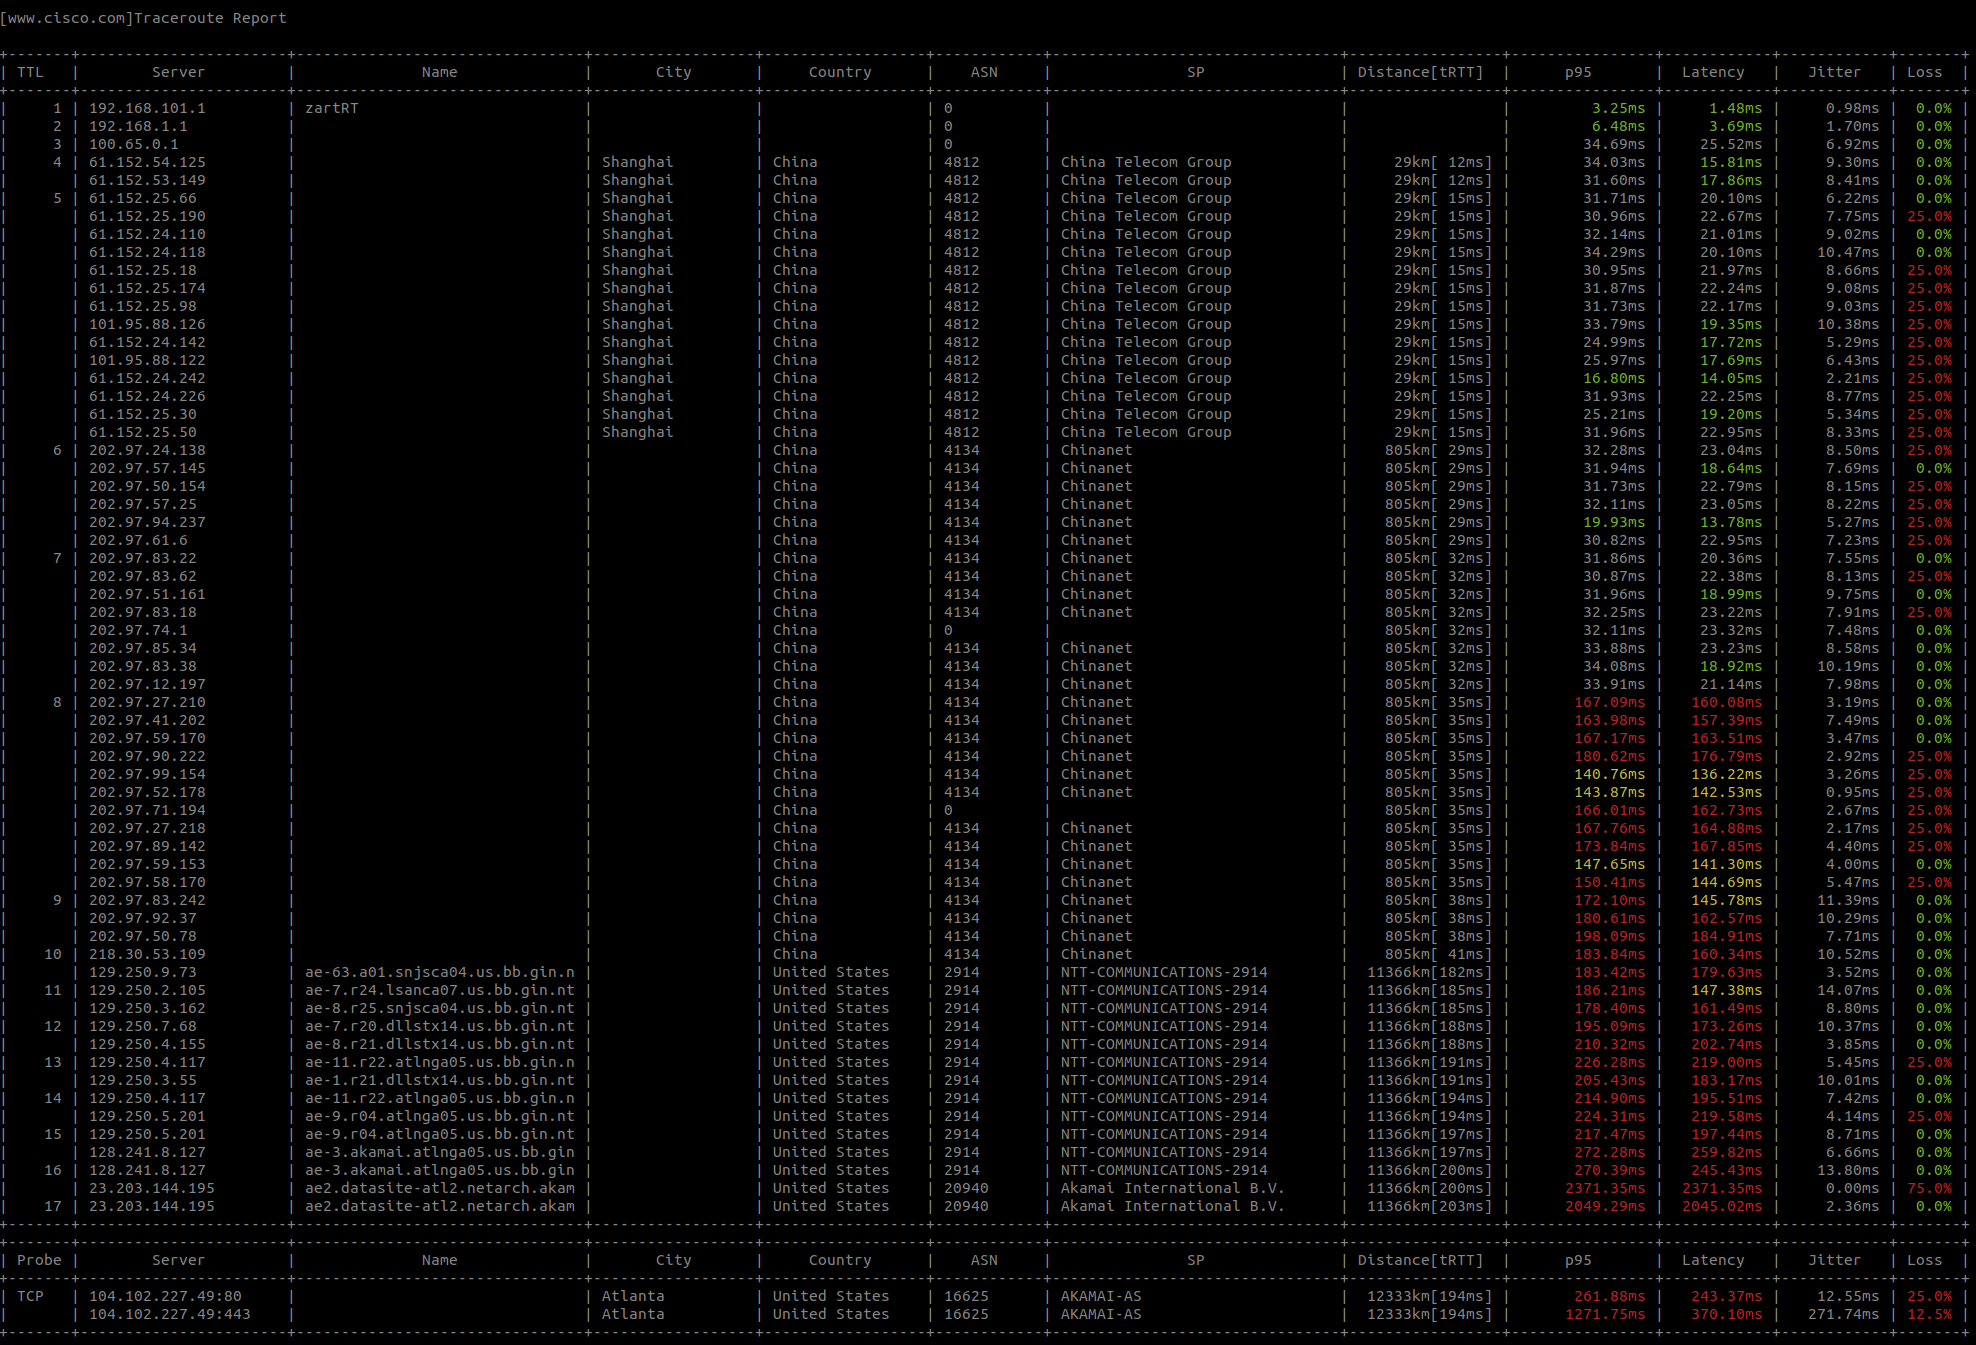 [www.cisco.com]Traceroute Report
+-------+-----------------------+--------------------------------+------------------+------------------+------------+--------------------------------+-----------------+----------------+------------+------------+-------+
| TTL | Server | Name | City | Country | ASN | SP | Distance[tRTT] | p95 | Latency | Jitter | Loss |
+-------+-----------------------+--------------------------------+------------------+------------------+------------+--------------------------------+-----------------+----------------+------------+------------+-------+
| 1 | 192.168.101.1 | zartRT | | | 0 | | | 3.25ms | 1.48ms | 0.98ms | 0.0% |
| 2 | 192.168.1.1 | | | | 0 | | | 6.48ms | 3.69ms | 1.70ms | 0.0% |
| 3 | 100.65.0.1 | | | | 0 | | | 34.69ms | 25.52ms | 6.92ms | 0.0% |
| 4 | 61.152.54.125 | | Shanghai | China | 4812 | China Telecom Group | 29km[ 12ms] | 34.03ms | 15.81ms | 9.30ms | 0.0% |
| | 61.152.53.149 | | Shanghai | China | 4812 | China Telecom Group | 29km[ 12ms] | 31.60ms | 17.86ms | 8.41ms | 0.0% |
| 5 | 61.152.25.66 | | Shanghai | China | 4812 | China Telecom Group | 29km[ 15ms] | 31.71ms | 20.10ms | 6.22ms | 0.0% |
| | 61.152.25.190 | | Shanghai | China | 4812 | China Telecom Group | 29km[ 15ms] | 30.96ms | 22.67ms | 7.75ms | 25.0% |
| | 61.152.24.110 | | Shanghai | China | 4812 | China Telecom Group | 29km[ 15ms] | 32.14ms | 21.01ms | 9.02ms | 0.0% |
| | 61.152.24.118 | | Shanghai | China | 4812 | China Telecom Group | 29km[ 15ms] | 34.29ms | 20.10ms | 10.47ms | 0.0% |
| | 61.152.25.18 | | Shanghai | China | 4812 | China Telecom Group | 29km[ 15ms] | 30.95ms | 21.97ms | 8.66ms | 25.0% |
| | 61.152.25.174 | | Shanghai | China | 4812 | China Telecom Group | 29km[ 15ms] | 31.87ms | 22.24ms | 9.08ms | 25.0% |
| | 61.152.25.98 | | Shanghai | China | 4812 | China Telecom Group | 29km[ 15ms] | 31.73ms | 22.17ms | 9.03ms | 25.0% |
| | 101.95.88.126 | | Shanghai | China | 4812 | China Telecom Group | 29km[ 15ms] | 33.79ms | 19.35ms | 10.38ms | 25.0% |
| | 61.152.24.142 | | Shanghai | China | 4812 | China Telecom Group | 29km[ 15ms] | 24.99ms | 17.72ms | 5.29ms | 25.0% |
| | 101.95.88.122 | | Shanghai | China | 4812 | China Telecom Group | 29km[ 15ms] | 25.97ms | 17.69ms | 6.43ms | 25.0% |
| | 61.152.24.242 | | Shanghai | China | 4812 | China Telecom Group | 29km[ 15ms] | 16.80ms | 14.05ms | 2.21ms | 25.0% |
| | 61.152.24.226 | | Shanghai | China | 4812 | China Telecom Group | 29km[ 15ms] | 31.93ms | 22.25ms | 8.77ms | 25.0% |
| | 61.152.25.30 | | Shanghai | China | 4812 | China Telecom Group | 29km[ 15ms] | 25.21ms | 19.20ms | 5.34ms | 25.0% |
| | 61.152.25.50 | | Shanghai | China | 4812 | China Telecom Group | 29km[ 15ms] | 31.96ms | 22.95ms | 8.33ms | 25.0% |
| 6 | 202.97.24.138 | | | China | 4134 | Chinanet | 805km[ 29ms] | 32.28ms | 23.04ms | 8.50ms | 25.0% |
| | 202.97.57.145 | | | China | 4134 | Chinanet | 805km[ 29ms] | 31.94ms | 18.64ms | 7.69ms | 0.0% |
| | 202.97.50.154 | | | China | 4134 | Chinanet | 805km[ 29ms] | 31.73ms | 22.79ms | 8.15ms | 25.0% |
| | 202.97.57.25 | | | China | 4134 | Chinanet | 805km[ 29ms] | 32.11ms | 23.05ms | 8.22ms | 25.0% |
| | 202.97.94.237 | | | China | 4134 | Chinanet | 805km[ 29ms] | 19.93ms | 13.78ms | 5.27ms | 25.0% |
| | 202.97.61.6 | | | China | 4134 | Chinanet | 805km[ 29ms] | 30.82ms | 22.95ms | 7.23ms | 25.0% |
| 7 | 202.97.83.22 | | | China | 4134 | Chinanet | 805km[ 32ms] | 31.86ms | 20.36ms | 7.55ms | 0.0% |
| | 202.97.83.62 | | | China | 4134 | Chinanet | 805km[ 32ms] | 30.87ms | 22.38ms | 8.13ms | 25.0% |
| | 202.97.51.161 | | | China | 4134 | Chinanet | 805km[ 32ms] | 31.96ms | 18.99ms | 9.75ms | 0.0% |
| | 202.97.83.18 | | | China | 4134 | Chinanet | 805km[ 32ms] | 32.25ms | 23.22ms | 7.91ms | 25.0% |
| | 202.97.74.1 | | | China | 0 | | 805km[ 32ms] | 32.11ms | 23.32ms | 7.48ms | 0.0% |
| | 202.97.85.34 | | | China | 4134 | Chinanet | 805km[ 32ms] | 33.88ms | 23.23ms | 8.58ms | 0.0% |
| | 202.97.83.38 | | | China | 4134 | Chinanet | 805km[ 32ms] | 34.08ms | 18.92ms | 10.19ms | 0.0% |
| | 202.97.12.197 | | | China | 4134 | Chinanet | 805km[ 32ms] | 33.91ms | 21.14ms | 7.98ms | 0.0% |
| 8 | 202.97.27.210 | | | China | 4134 | Chinanet | 805km[ 35ms] | 167.09ms | 160.08ms | 3.19ms | 0.0% |
| | 202.97.41.202 | | | China | 4134 | Chinanet | 805km[ 35ms] | 163.98ms | 157.39ms | 7.49ms | 0.0% |
| | 202.97.59.170 | | | China | 4134 | Chinanet | 805km[ 35ms] | 167.17ms | 163.51ms | 3.47ms | 0.0% |
| | 202.97.90.222 | | | China | 4134 | Chinanet | 805km[ 35ms] | 180.62ms | 176.79ms | 2.92ms | 25.0% |
| | 202.97.99.154 | | | China | 4134 | Chinanet | 805km[ 35ms] | 140.76ms | 136.22ms | 3.26ms | 25.0% |
| | 202.97.52.178 | | | China | 4134 | Chinanet | 805km[ 35ms] | 143.87ms | 142.53ms | 0.95ms | 25.0% |
| | 202.97.71.194 | | | China | 0 | | 805km[ 35ms] | 166.01ms | 162.73ms | 2.67ms | 25.0% |
| | 202.97.27.218 | | | China | 4134 | Chinanet | 805km[ 35ms] | 167.76ms | 164.88ms | 2.17ms | 25.0% |
| | 202.97.89.142 | | | China | 4134 | Chinanet | 805km[ 35ms] | 173.84ms | 167.85ms | 4.40ms | 25.0% |
| | 202.97.59.153 | | | China | 4134 | Chinanet | 805km[ 35ms] | 147.65ms | 141.30ms | 4.00ms | 0.0% |
| | 202.97.58.170 | | | China | 4134 | Chinanet | 805km[ 35ms] | 150.41ms | 144.69ms | 5.47ms | 25.0% |
| 9 | 202.97.83.242 | | | China | 4134 | Chinanet | 805km[ 38ms] | 172.10ms | 145.78ms | 11.39ms | 0.0% |
| | 202.97.92.37 | | | China | 4134 | Chinanet | 805km[ 38ms] | 180.61ms | 162.57ms | 10.29ms | 0.0% |
| | 202.97.50.78 | | | China | 4134 | Chinanet | 805km[ 38ms] | 198.09ms | 184.91ms | 7.71ms | 0.0% |
| 10 | 218.30.53.109 | | | China | 4134 | Chinanet | 805km[ 41ms] | 183.84ms | 160.34ms | 10.52ms | 0.0% |
| | 129.250.9.73 | ae-63.a01.snjsca04.us.bb.gin.n | | United States | 2914 | NTT-COMMUNICATIONS-2914 | 11366km[182ms] | 183.42ms | 179.63ms | 3.52ms | 0.0% |
| 11 | 129.250.2.105 | ae-7.r24.lsanca07.us.bb.gin.nt | | United States | 2914 | NTT-COMMUNICATIONS-2914 | 11366km[185ms] | 186.21ms | 147.38ms | 14.07ms | 0.0% |
| | 129.250.3.162 | ae-8.r25.snjsca04.us.bb.gin.nt | | United States | 2914 | NTT-COMMUNICATIONS-2914 | 11366km[185ms] | 178.40ms | 161.49ms | 8.80ms | 0.0% |
| 12 | 129.250.7.68 | ae-7.r20.dllstx14.us.bb.gin.nt | | United States | 2914 | NTT-COMMUNICATIONS-2914 | 11366km[188ms] | 195.09ms | 173.26ms | 10.37ms | 0.0% |
| | 129.250.4.155 | ae-8.r21.dllstx14.us.bb.gin.nt | | United States | 2914 | NTT-COMMUNICATIONS-2914 | 11366km[188ms] | 210.32ms | 202.74ms | 3.85ms | 0.0% |
| 13 | 129.250.4.117 | ae-11.r22.atlnga05.us.bb.gin.n | | United States | 2914 | NTT-COMMUNICATIONS-2914 | 11366km[191ms] | 226.28ms | 219.00ms | 5.45ms | 25.0% |
| | 129.250.3.55 | ae-1.r21.dllstx14.us.bb.gin.nt | | United States | 2914 | NTT-COMMUNICATIONS-2914 | 11366km[191ms] | 205.43ms | 183.17ms | 10.01ms | 0.0% |
| 14 | 129.250.4.117 | ae-11.r22.atlnga05.us.bb.gin.n | | United States | 2914 | NTT-COMMUNICATIONS-2914 | 11366km[194ms] | 214.90ms | 195.51ms | 7.42ms | 0.0% |
| | 129.250.5.201 | ae-9.r04.atlnga05.us.bb.gin.nt | | United States | 2914 | NTT-COMMUNICATIONS-2914 | 11366km[194ms] | 224.31ms | 219.58ms | 4.14ms | 25.0% |
| 15 | 129.250.5.201 | ae-9.r04.atlnga05.us.bb.gin.nt | | United States | 2914 | NTT-COMMUNICATIONS-2914 | 11366km[197ms] | 217.47ms | 197.44ms | 8.71ms | 0.0% |
| | 128.241.8.127 | ae-3.akamai.atlnga05.us.bb.gin | | United States | 2914 | NTT-COMMUNICATIONS-2914 | 11366km[197ms] | 272.28ms | 259.82ms | 6.66ms | 0.0% |
| 16 | 128.241.8.127 | ae-3.akamai.atlnga05.us.bb.gin | | United States | 2914 | NTT-COMMUNICATIONS-2914 | 11366km[200ms] | 270.39ms | 245.43ms | 13.80ms | 0.0% |
| | 23.203.144.195 | ae2.datasite-atl2.netarch.akam | | United States | 20940 | Akamai International B.V. | 11366km[200ms] | 2371.35ms | 2371.35ms | 0.00ms | 75.0% |
| 17 | 23.203.144.195 | ae2.datasite-atl2.netarch.akam | | United States | 20940 | Akamai International B.V. | 11366km[203ms] | 2049.29ms | 2045.02ms | 2.36ms | 0.0% |
+-------+-----------------------+--------------------------------+------------------+------------------+------------+--------------------------------+-----------------+----------------+------------+------------+-------+
+-------+-----------------------+--------------------------------+------------------+------------------+------------+--------------------------------+-----------------+----------------+------------+------------+-------+
| Probe | Server | Name | City | Country | ASN | SP | Distance[tRTT] | p95 | Latency | Jitter | Loss |
+-------+-----------------------+--------------------------------+------------------+------------------+------------+--------------------------------+-----------------+----------------+------------+------------+-------+
| TCP | 104.102.227.49:80 | | Atlanta | United States | 16625 | AKAMAI-AS | 12333km[194ms] | 261.88ms | 243.37ms | 12.55ms | 25.0% |
| | 104.102.227.49:443 | | Atlanta | United States | 16625 | AKAMAI-AS | 12333km[194ms] | 1271.75ms | 370.10ms | 271.74ms | 12.5% |
+-------+-----------------------+--------------------------------+------------------+------------------+------------+--------------------------------+-----------------+----------------+------------+------------+-------+